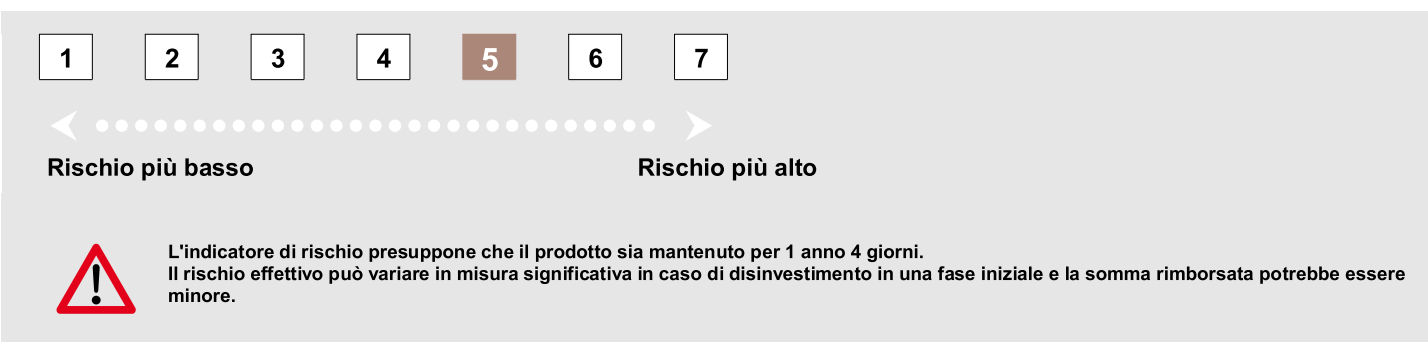 1 2 3 4 5 6 7
Rischio più basso Rischio più alto
L'indicatore di rischio presuppone che il prodotto sia mantenuto per 1 anno 4 giorni.
Il rischio effettivo può variare in misura significativa in caso di disinvestimento in una fase iniziale e la somma rimborsata potrebbe essere
minore.